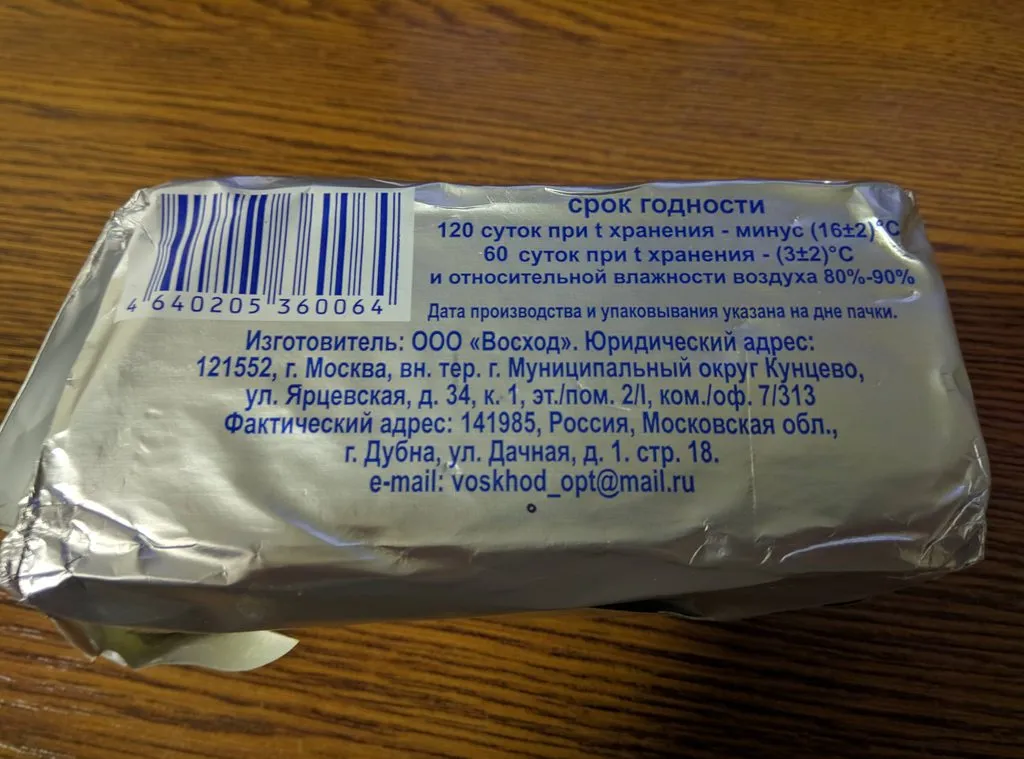 срок годности
120 суток при t хранения - минус (16±2)°С
60 суток при t хранения - (3±2)°С
и относительной влажности воздуха 80%-90%
4 640205 360064
Дата производства и упаковывания указана на дне пачки.
Изготовитель: ООО «Восход». Юридический адрес:
121552, г. Москва, вн. тер. г. Муниципальный округ Кунцево,
ул. Ярцевская, д. 34, к. 1, эт./пом. 2/I, ком./оф. 7/313
Фактический адрес: 141985, Россия, Московская обл.,
г. Дубна, ул. Дачная, д. 1. стр. 18.
e-mail: voskhod_opt@mail.ru